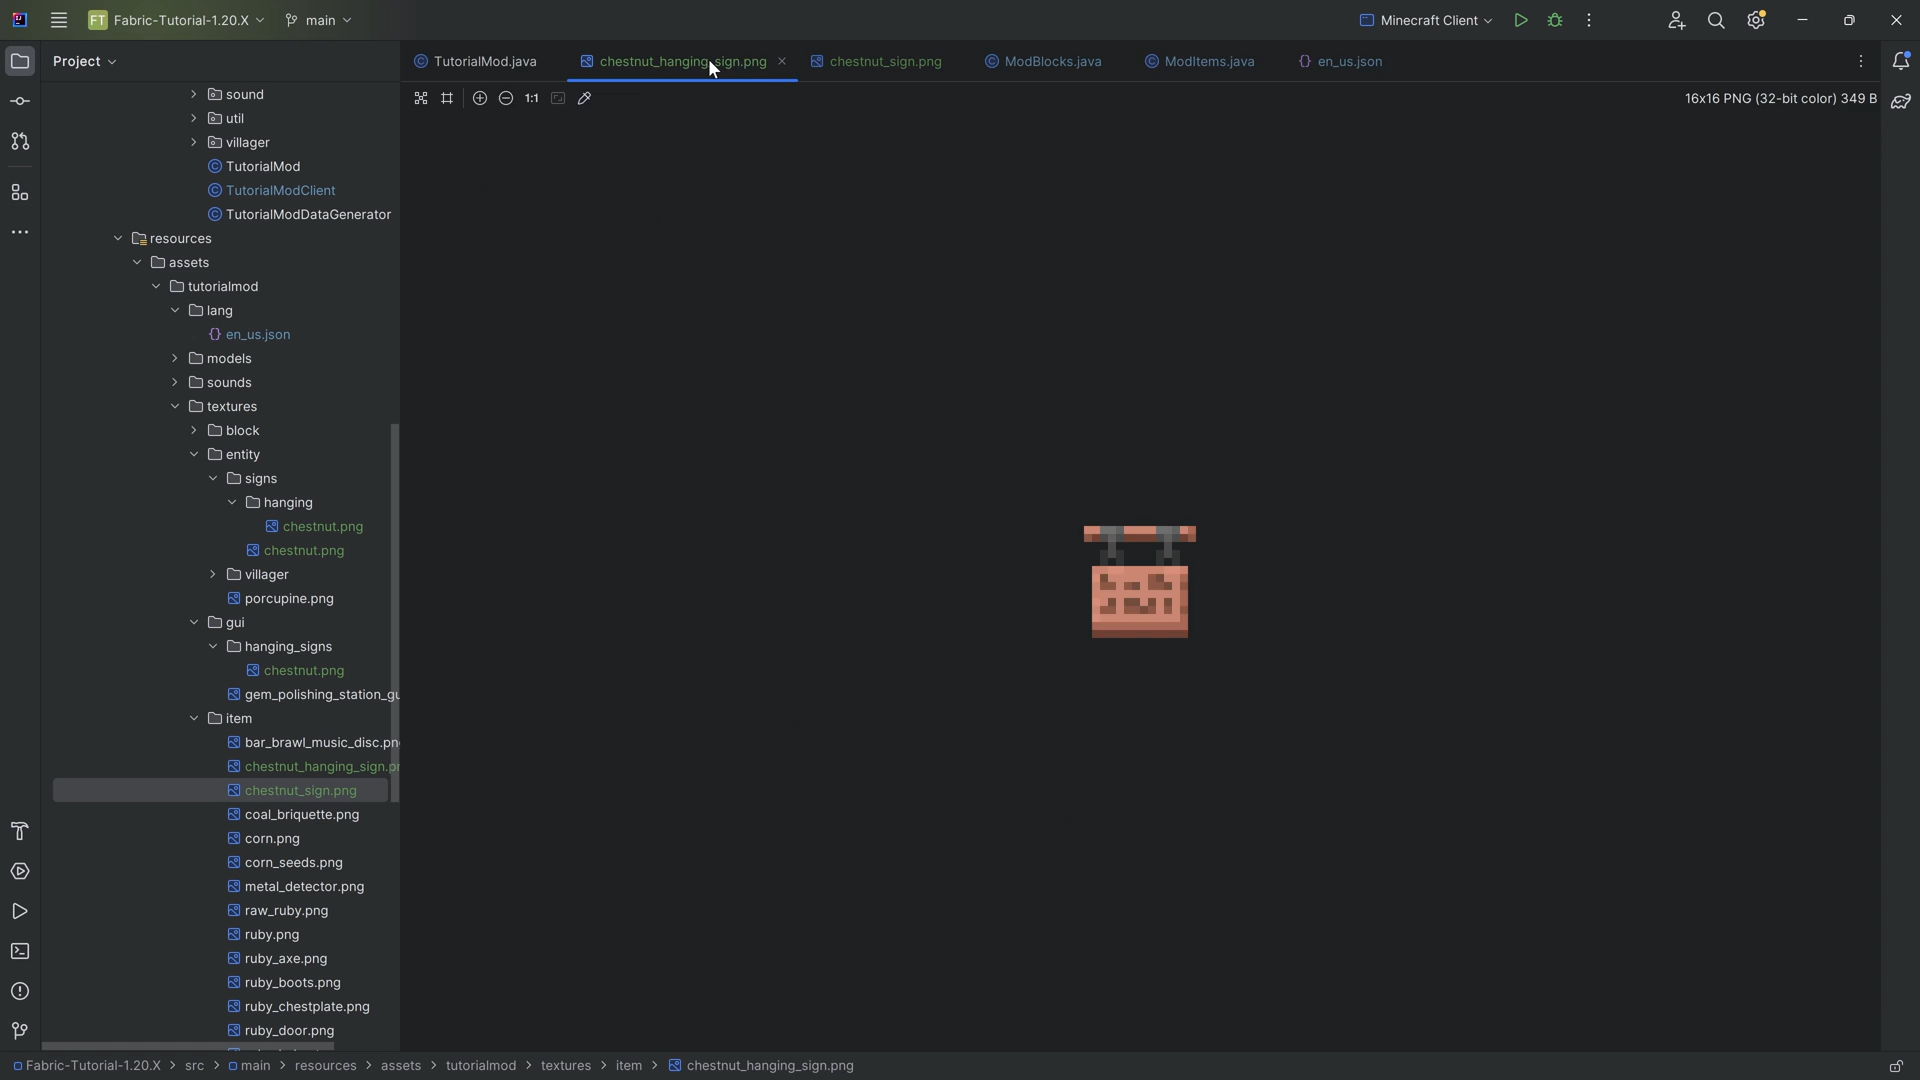 FT Fabric-Tutorial-1.20.X main Minecraft Client
Project
TutorialMod.java chestnut_hanging_sign.png chestnut_sign.png ModBlocks.java ModItems.java {} en_us.json
1:1 16x16 PNG (32-bit color) 349 B
sound
util
villager
TutorialMod
TutorialModClient
TutorialModDataGenerator
resources
assets
tutorialmod
lang
{} en_us.json
models
sounds
textures
block
entity
signs
hanging
chestnut.png
chestnut.png
villager
porcupine.png
gui
hanging_signs
chestnut.png
gem_polishing_station_gu
item
bar_brawl_music_disc.pn
chestnut_hanging_sign.pn
chestnut_sign.png
coal_briquette.png
corn.png
corn_seeds.png
metal_detector.png
raw_ruby.png
ruby.png
ruby_axe.png
ruby_boots.png
ruby_chestplate.png
ruby_door.png
Fabric-Tutorial-1.20.X > src > main > resources > assets > tutorialmod > textures > item > chestnut_hanging_sign.png